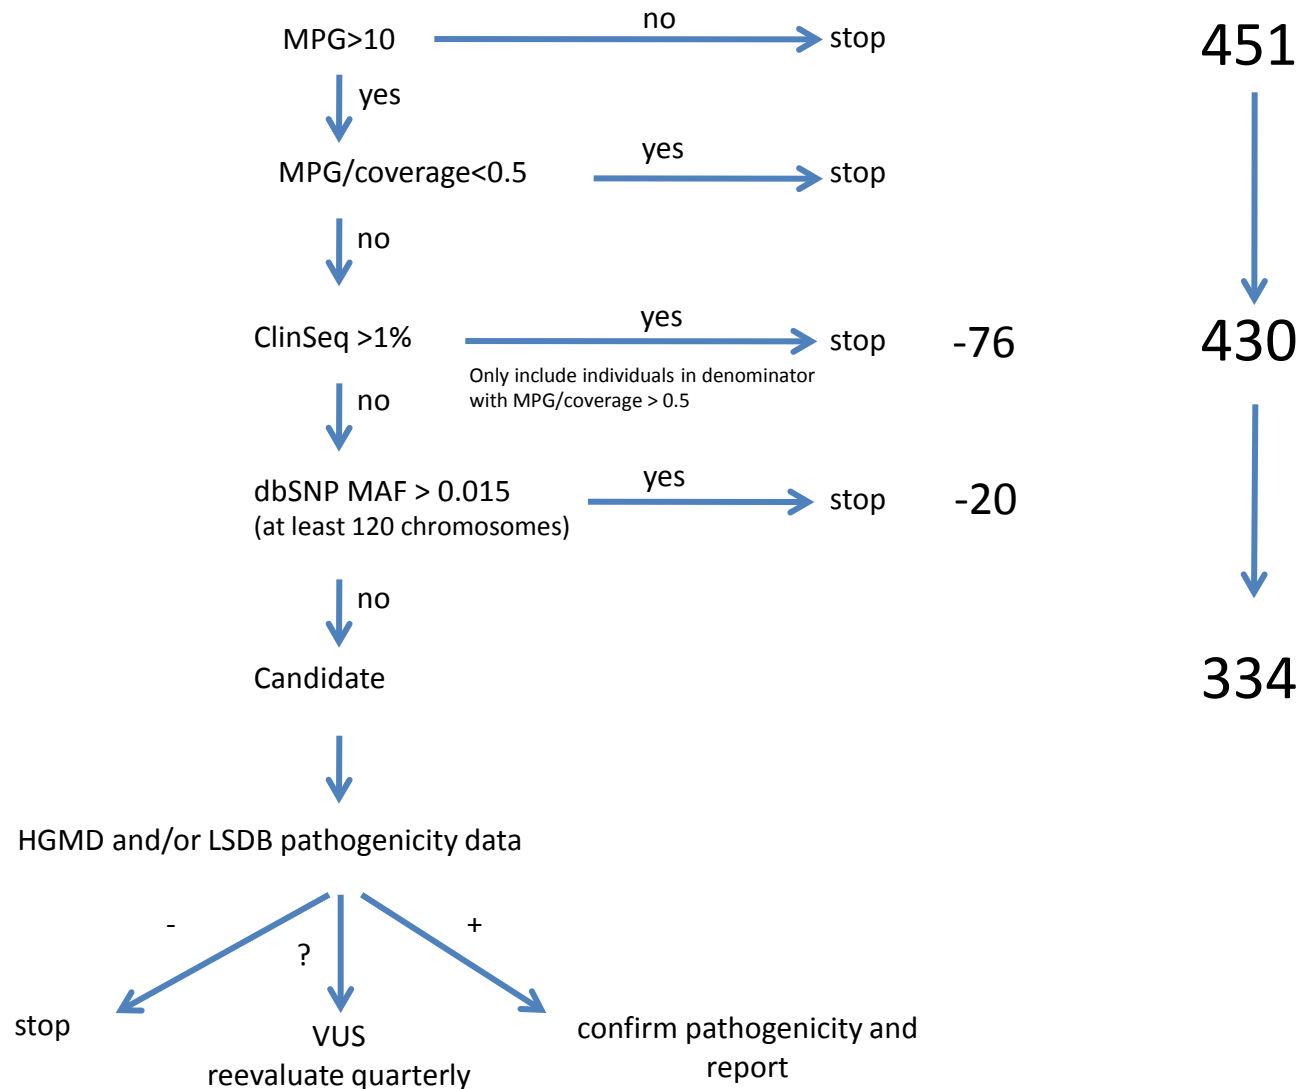 MPG>10
no
stop
451
yes
MPG/coverage<0.5
yes
stop
no
ClinSeq >1%
yes
stop
-76
430
Only include individuals in denominator
with MPG/coverage > 0.5
no
dbSNP MAF > 0.015
(at least 120 chromosomes)
yes
stop
-20
no
Candidate
334
HGMD and/or LSDB pathogenicity data
-
?
+
stop
VUS
reevaluate quarterly
confirm pathogenicity and
report